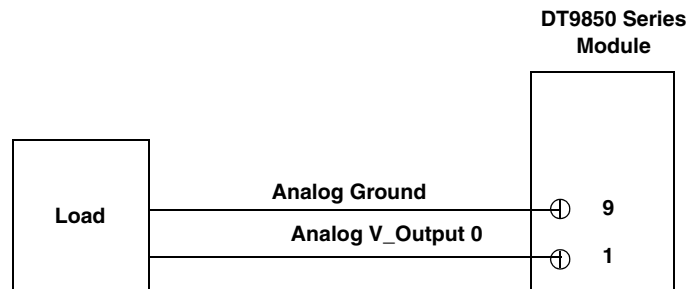 DT9850 Series
Module
Analog Ground
9
Load
Analog V_Output 0
1